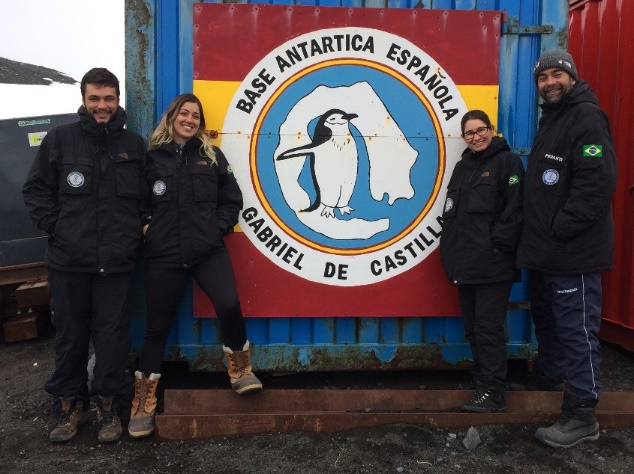 BASE ANTARTICA ESPAÑOLA
GABRIEL DE CASTILLA